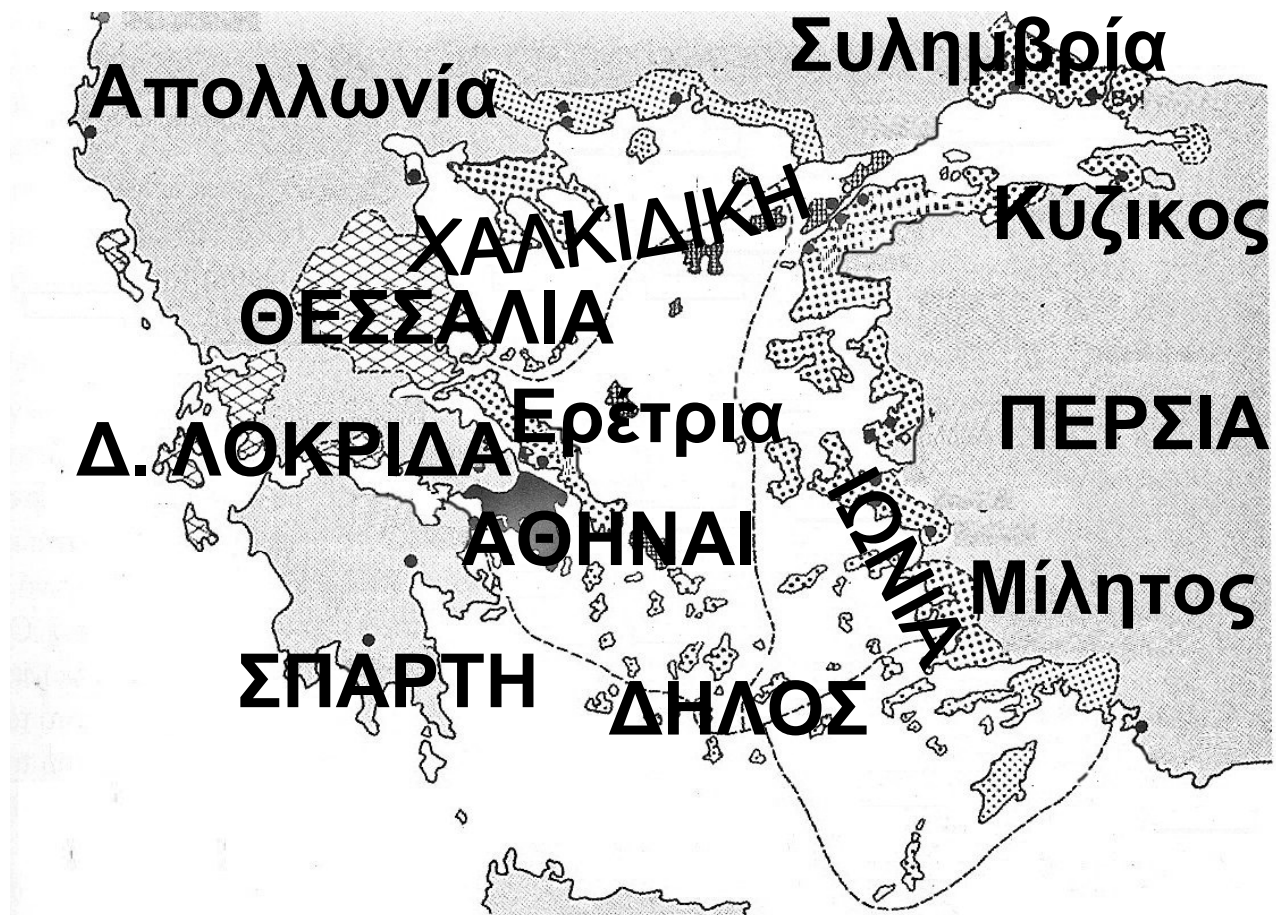 Συλημβρία
Απολλωνία
Κύζικος
ΧΑΛΚΙΔΙΚΗ
ΘΕΣΣΑΛΙΑ
Ερέτρια
ΠΕΡΣΙΑ
Δ. ΛΟΚΡΙΔΑ
ΙΩΝΙΑ
ΑΘΗΝΑΙ
Μίλητος
ΣΠΑΡΤΗ
ΔΗΛΟΣ